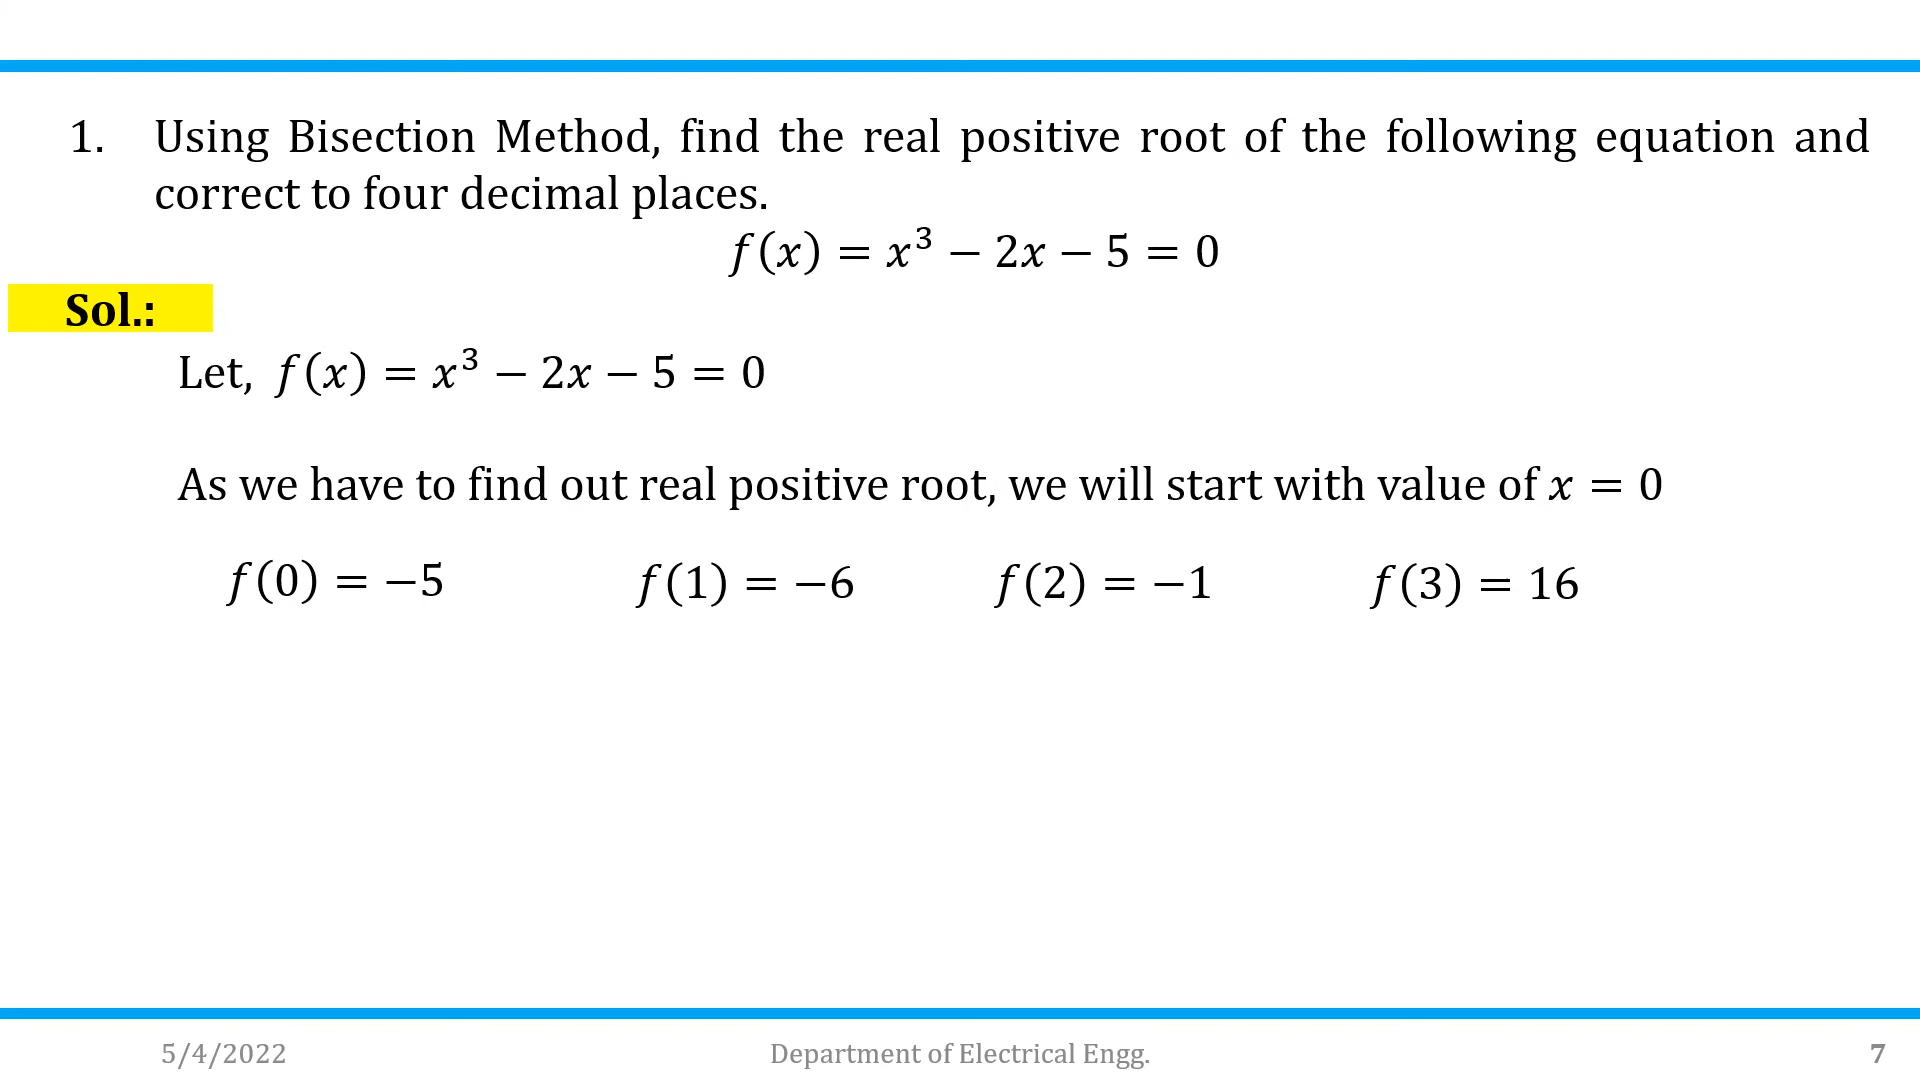 1. Using Bisection Method, find the real positive root of the following equation and
correct to four decimal places.
f(x) = x³ − 2x − 5 = 0
Sol.:
Let, f(x) = x³ − 2x − 5 = 0
As we have to find out real positive root, we will start with value of x = 0
f(0) = −5 f(1) = −6 f(2) = −1 f(3) = 16
5/4/2022 Department of Electrical Engg. 7